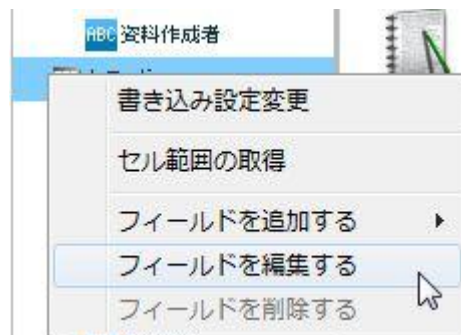 ABC 資料作成者
書き込み設定変更
セル範囲の取得
フィールドを追加する
フィールドを編集する
フィールドを削除する